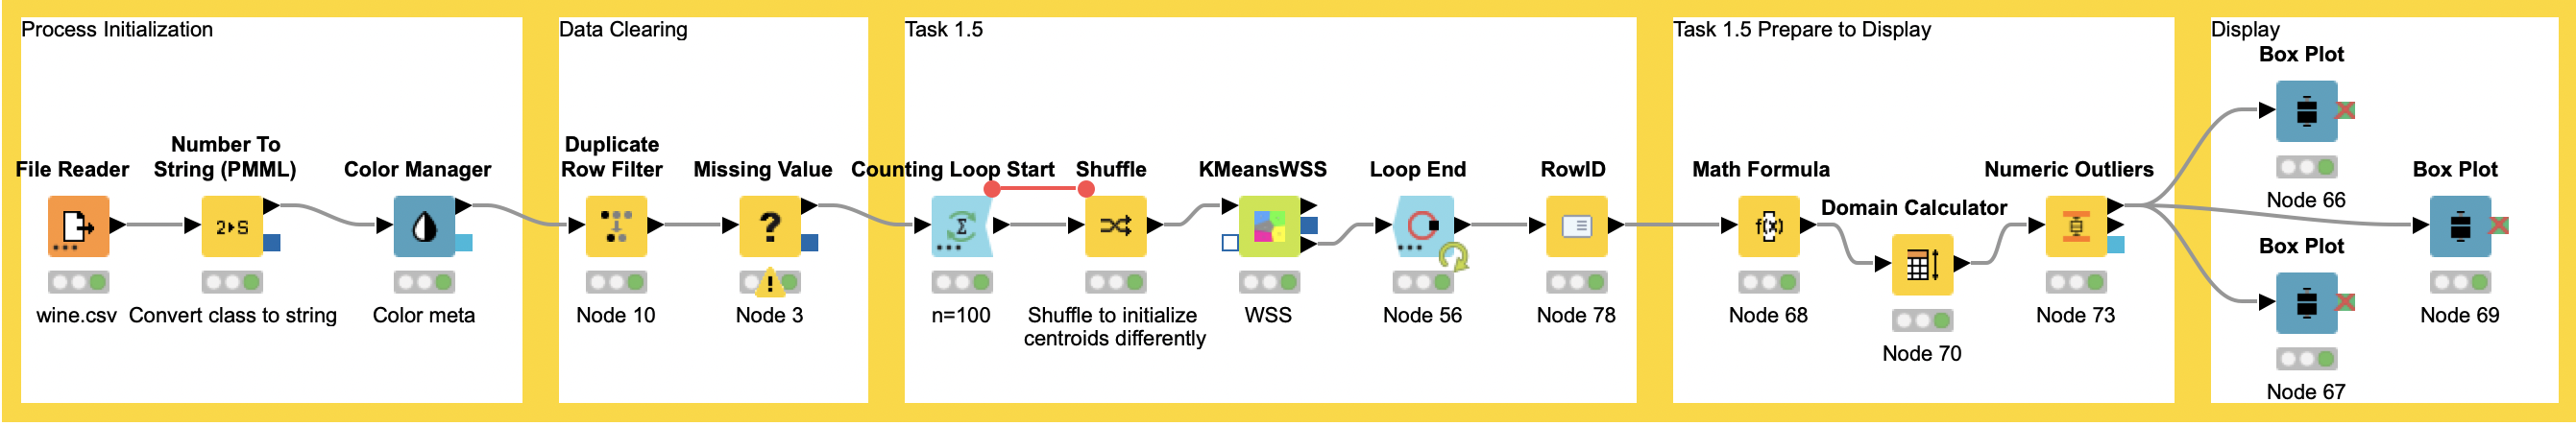 Process Initialization
File Reader
wine.csv
Number To
String (PMML)
2▸S
Convert class to string
Color Manager
Color meta
Data Clearing
Duplicate
Row Filter
Node 10
Missing Value
?
!
Node 3
Task 1.5
Counting Loop Start
Σ
n=100
Shuffle
Shuffle to initialize
centroids differently
KMeansWSS
WSS
Loop End
Node 56
RowID
Node 78
Task 1.5 Prepare to Display
Math Formula
f(x)
Node 68
Domain Calculator
Node 70
Numeric Outliers
Node 73
Display
Box Plot
Node 66
Box Plot
Node 69
Box Plot
Node 67